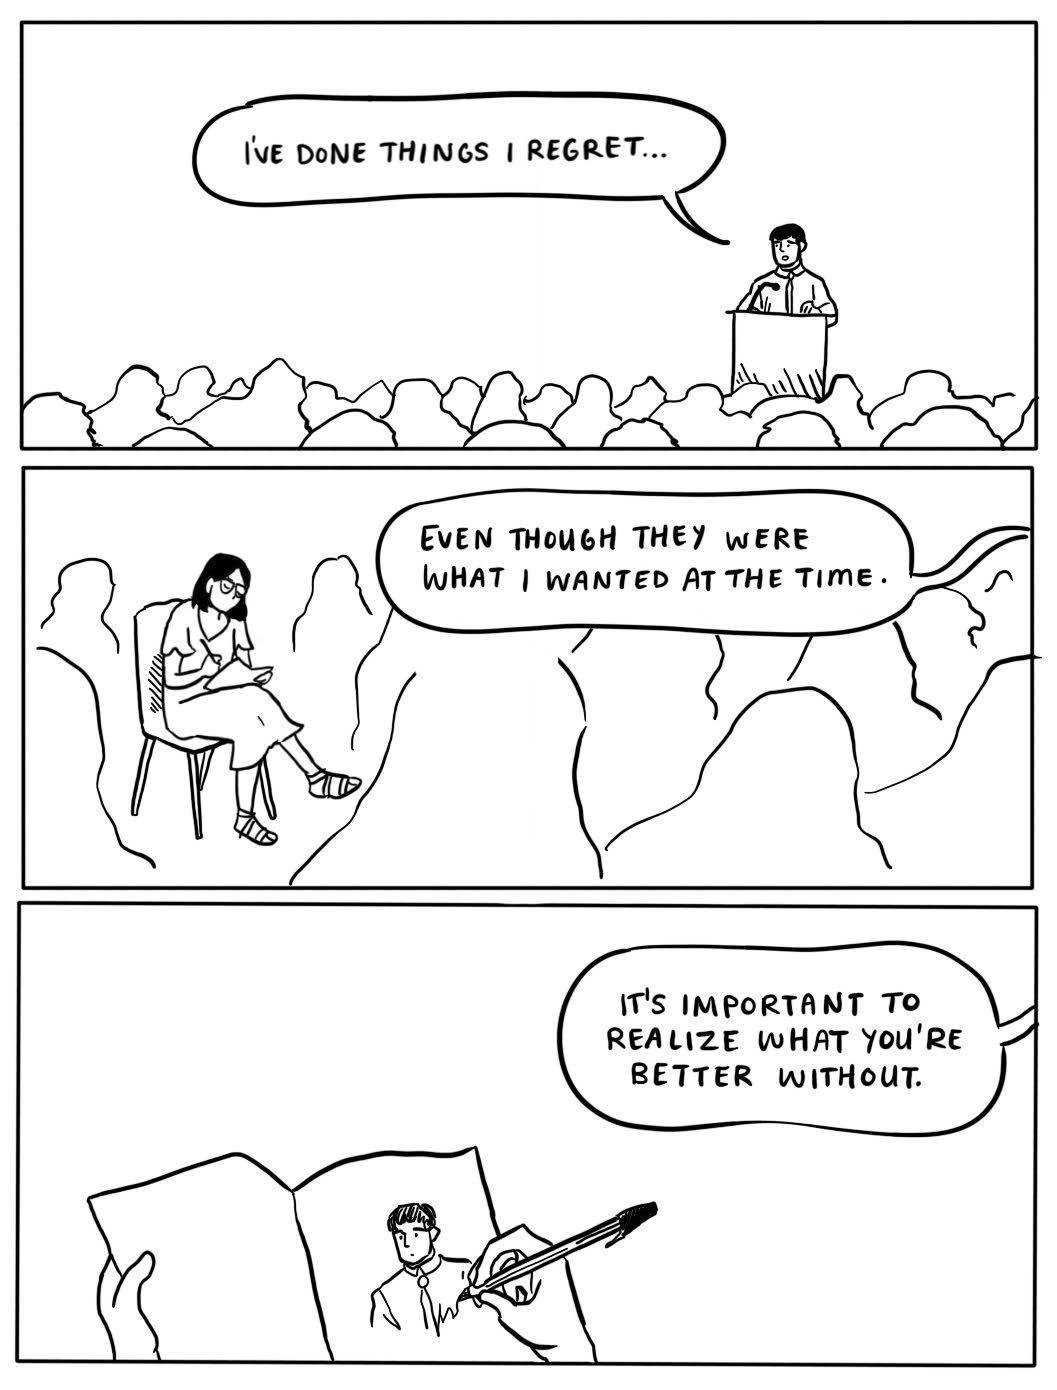 I'VE DONE THINGS I REGRET...
EVEN THOUGH THEY WERE
WHAT I WANTED AT THE TIME.
IT'S IMPORTANT TO
REALIZE WHAT YOU'RE
BETTER WITHOUT.